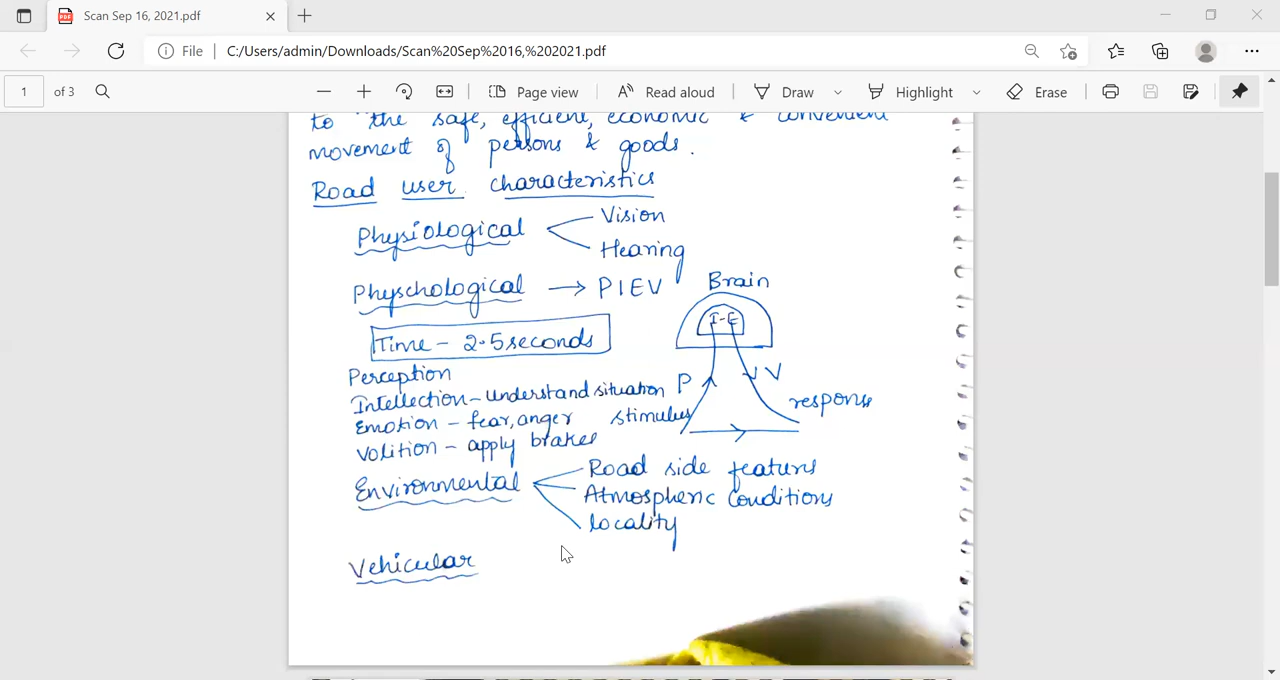 Scan Sep 16, 2021.pdf
File
C:/Users/admin/Downloads/Scan%20Sep%2016,%202021.pdf
1 of 3
Page view
Read aloud
Draw
Highlight
Erase
to "the safe, efficient, economic & convenient
movement of persons & goods.
Road user characteristics
Physiological
Vision
Hearing
Physchological → PIEV
Brain
I-E
Time - 2.5 seconds
Perception
P
V
Intellection - understand situation
response
Emotion - fear, anger
stimulus
Volition - apply brakes
Environmental
Road side features
Atmospheric conditions
locality
Vehicular